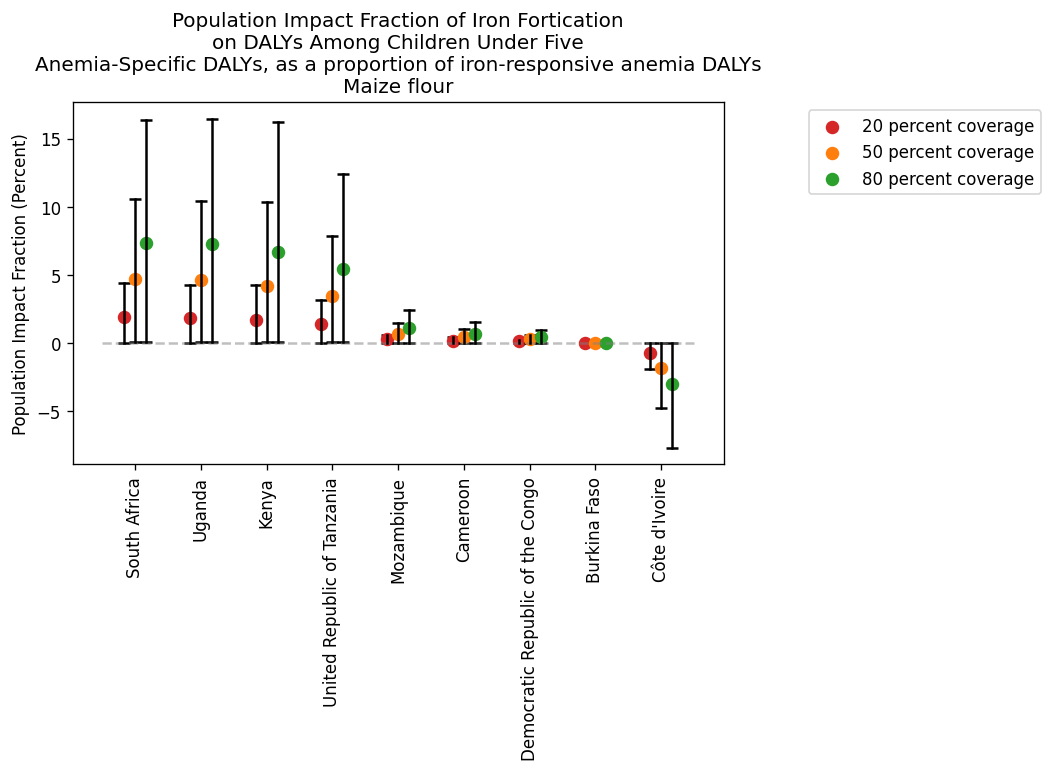 Population Impact Fraction of Iron Fortication
on DALYs Among Children Under Five
Anemia-Specific DALYs, as a proportion of iron-responsive anemia DALYs
Maize flour
Population Impact Fraction (Percent)
15
10
5
0
−5
South Africa
Uganda
Kenya
United Republic of Tanzania
Mozambique
Cameroon
Democratic Republic of the Congo
Burkina Faso
Côte d'Ivoire
20 percent coverage
50 percent coverage
80 percent coverage